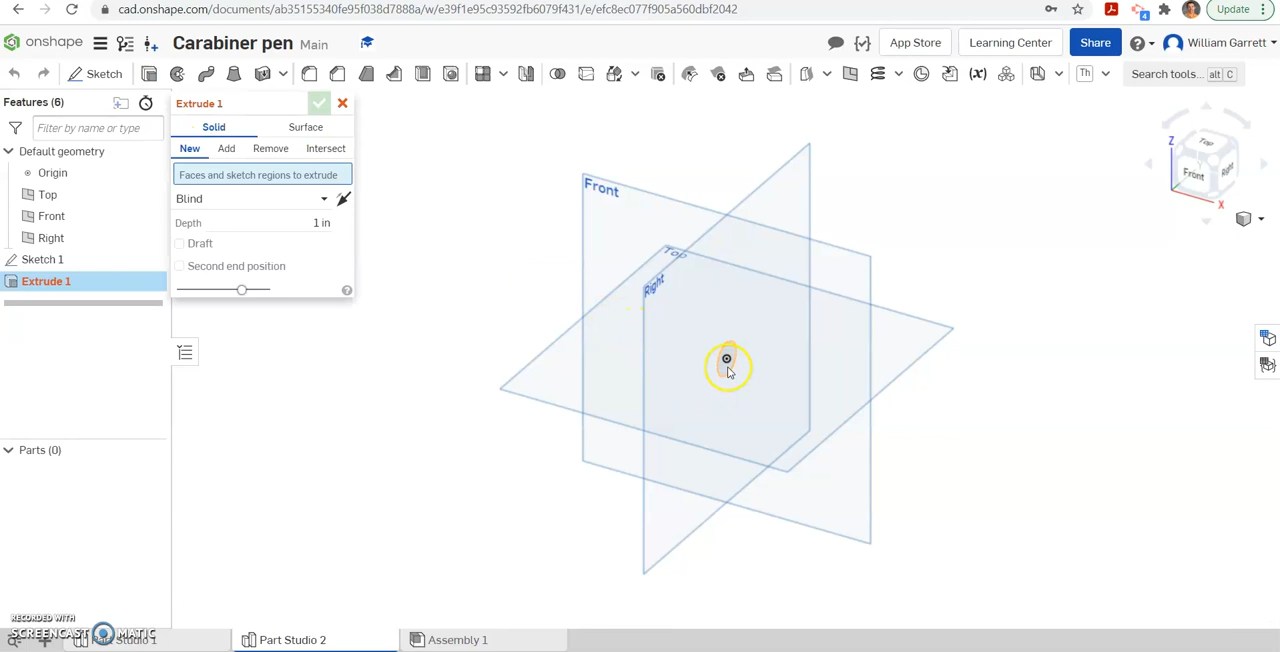 cad.onshape.com/documents/ab35155340fe95f038d7888a/w/e39f1e95c93592fb6079f431/e/efc8ec077f905a560dbf2042
4
Update
onshape
Carabiner pen Main
App Store
Learning Center
Share
William Garrett
Sketch
Th
Search tools... alt C
Features (6)
Filter by name or type
Default geometry
Origin
Top
Front
Right
Sketch 1
Extrude 1
Parts (0)
Extrude 1
Solid Surface
New Add Remove Intersect
Faces and sketch regions to extrude
Blind
Depth 1 in
Draft
Second end position
Front
Top
Right
Z
Top
Front
Right
X
RECORDED WITH
SCREENCAST MATIC
Part Studio 1
Part Studio 2
Assembly 1